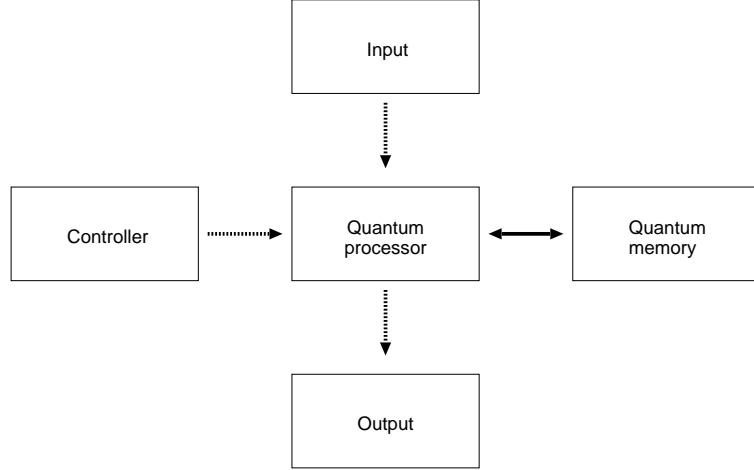 Input
Controller
Quantum
processor
Quantum
memory
Output